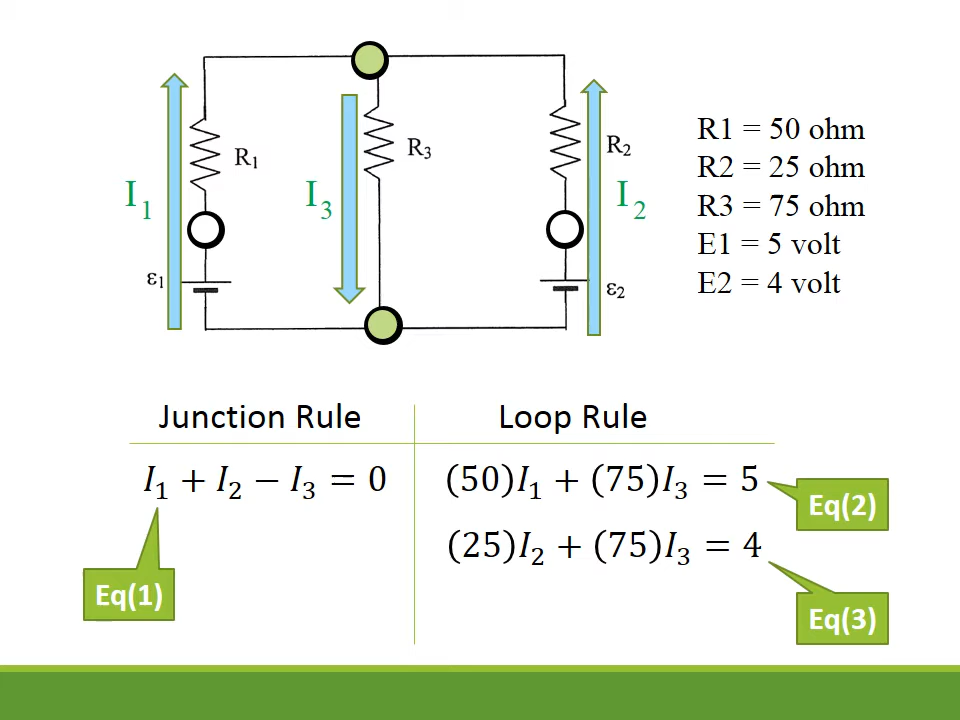 R1
R3
R2
I1
I3
I2
ε1
ε2
R1 = 50 ohm
R2 = 25 ohm
R3 = 75 ohm
E1 = 5 volt
E2 = 4 volt
Junction Rule
Loop Rule
I₁ + I₂ − I₃ = 0
(50)I₁ + (75)I₃ = 5
Eq(2)
(25)I₂ + (75)I₃ = 4
Eq(1)
Eq(3)